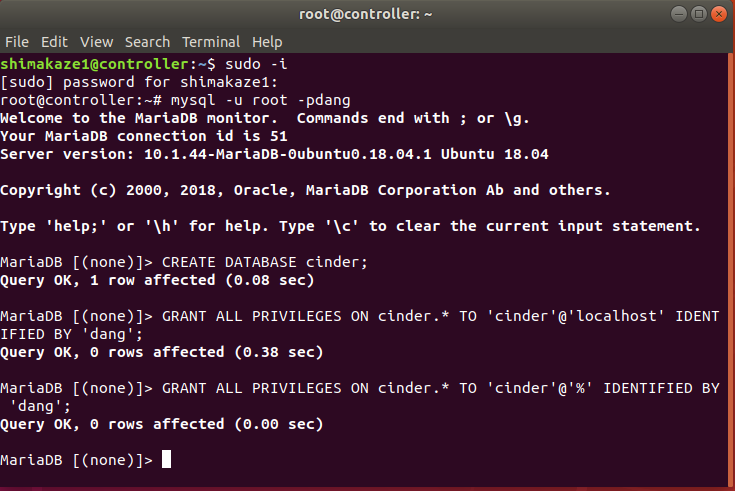 root@controller: ~
File Edit View Search Terminal Help
shimakaze1@controller:~$ sudo -i
[sudo] password for shimakaze1:
root@controller:~# mysql -u root -pdang
Welcome to the MariaDB monitor.  Commands end with ; or \g.
Your MariaDB connection id is 51
Server version: 10.1.44-MariaDB-0ubuntu0.18.04.1 Ubuntu 18.04
Copyright (c) 2000, 2018, Oracle, MariaDB Corporation Ab and others.
Type 'help;' or '\h' for help. Type '\c' to clear the current input statement.
MariaDB [(none)]> CREATE DATABASE cinder;
Query OK, 1 row affected (0.08 sec)
MariaDB [(none)]> GRANT ALL PRIVILEGES ON cinder.* TO 'cinder'@'localhost' IDENT
IFIED BY 'dang';
Query OK, 0 rows affected (0.38 sec)
MariaDB [(none)]> GRANT ALL PRIVILEGES ON cinder.* TO 'cinder'@'%' IDENTIFIED BY
 'dang';
Query OK, 0 rows affected (0.00 sec)
MariaDB [(none)]>